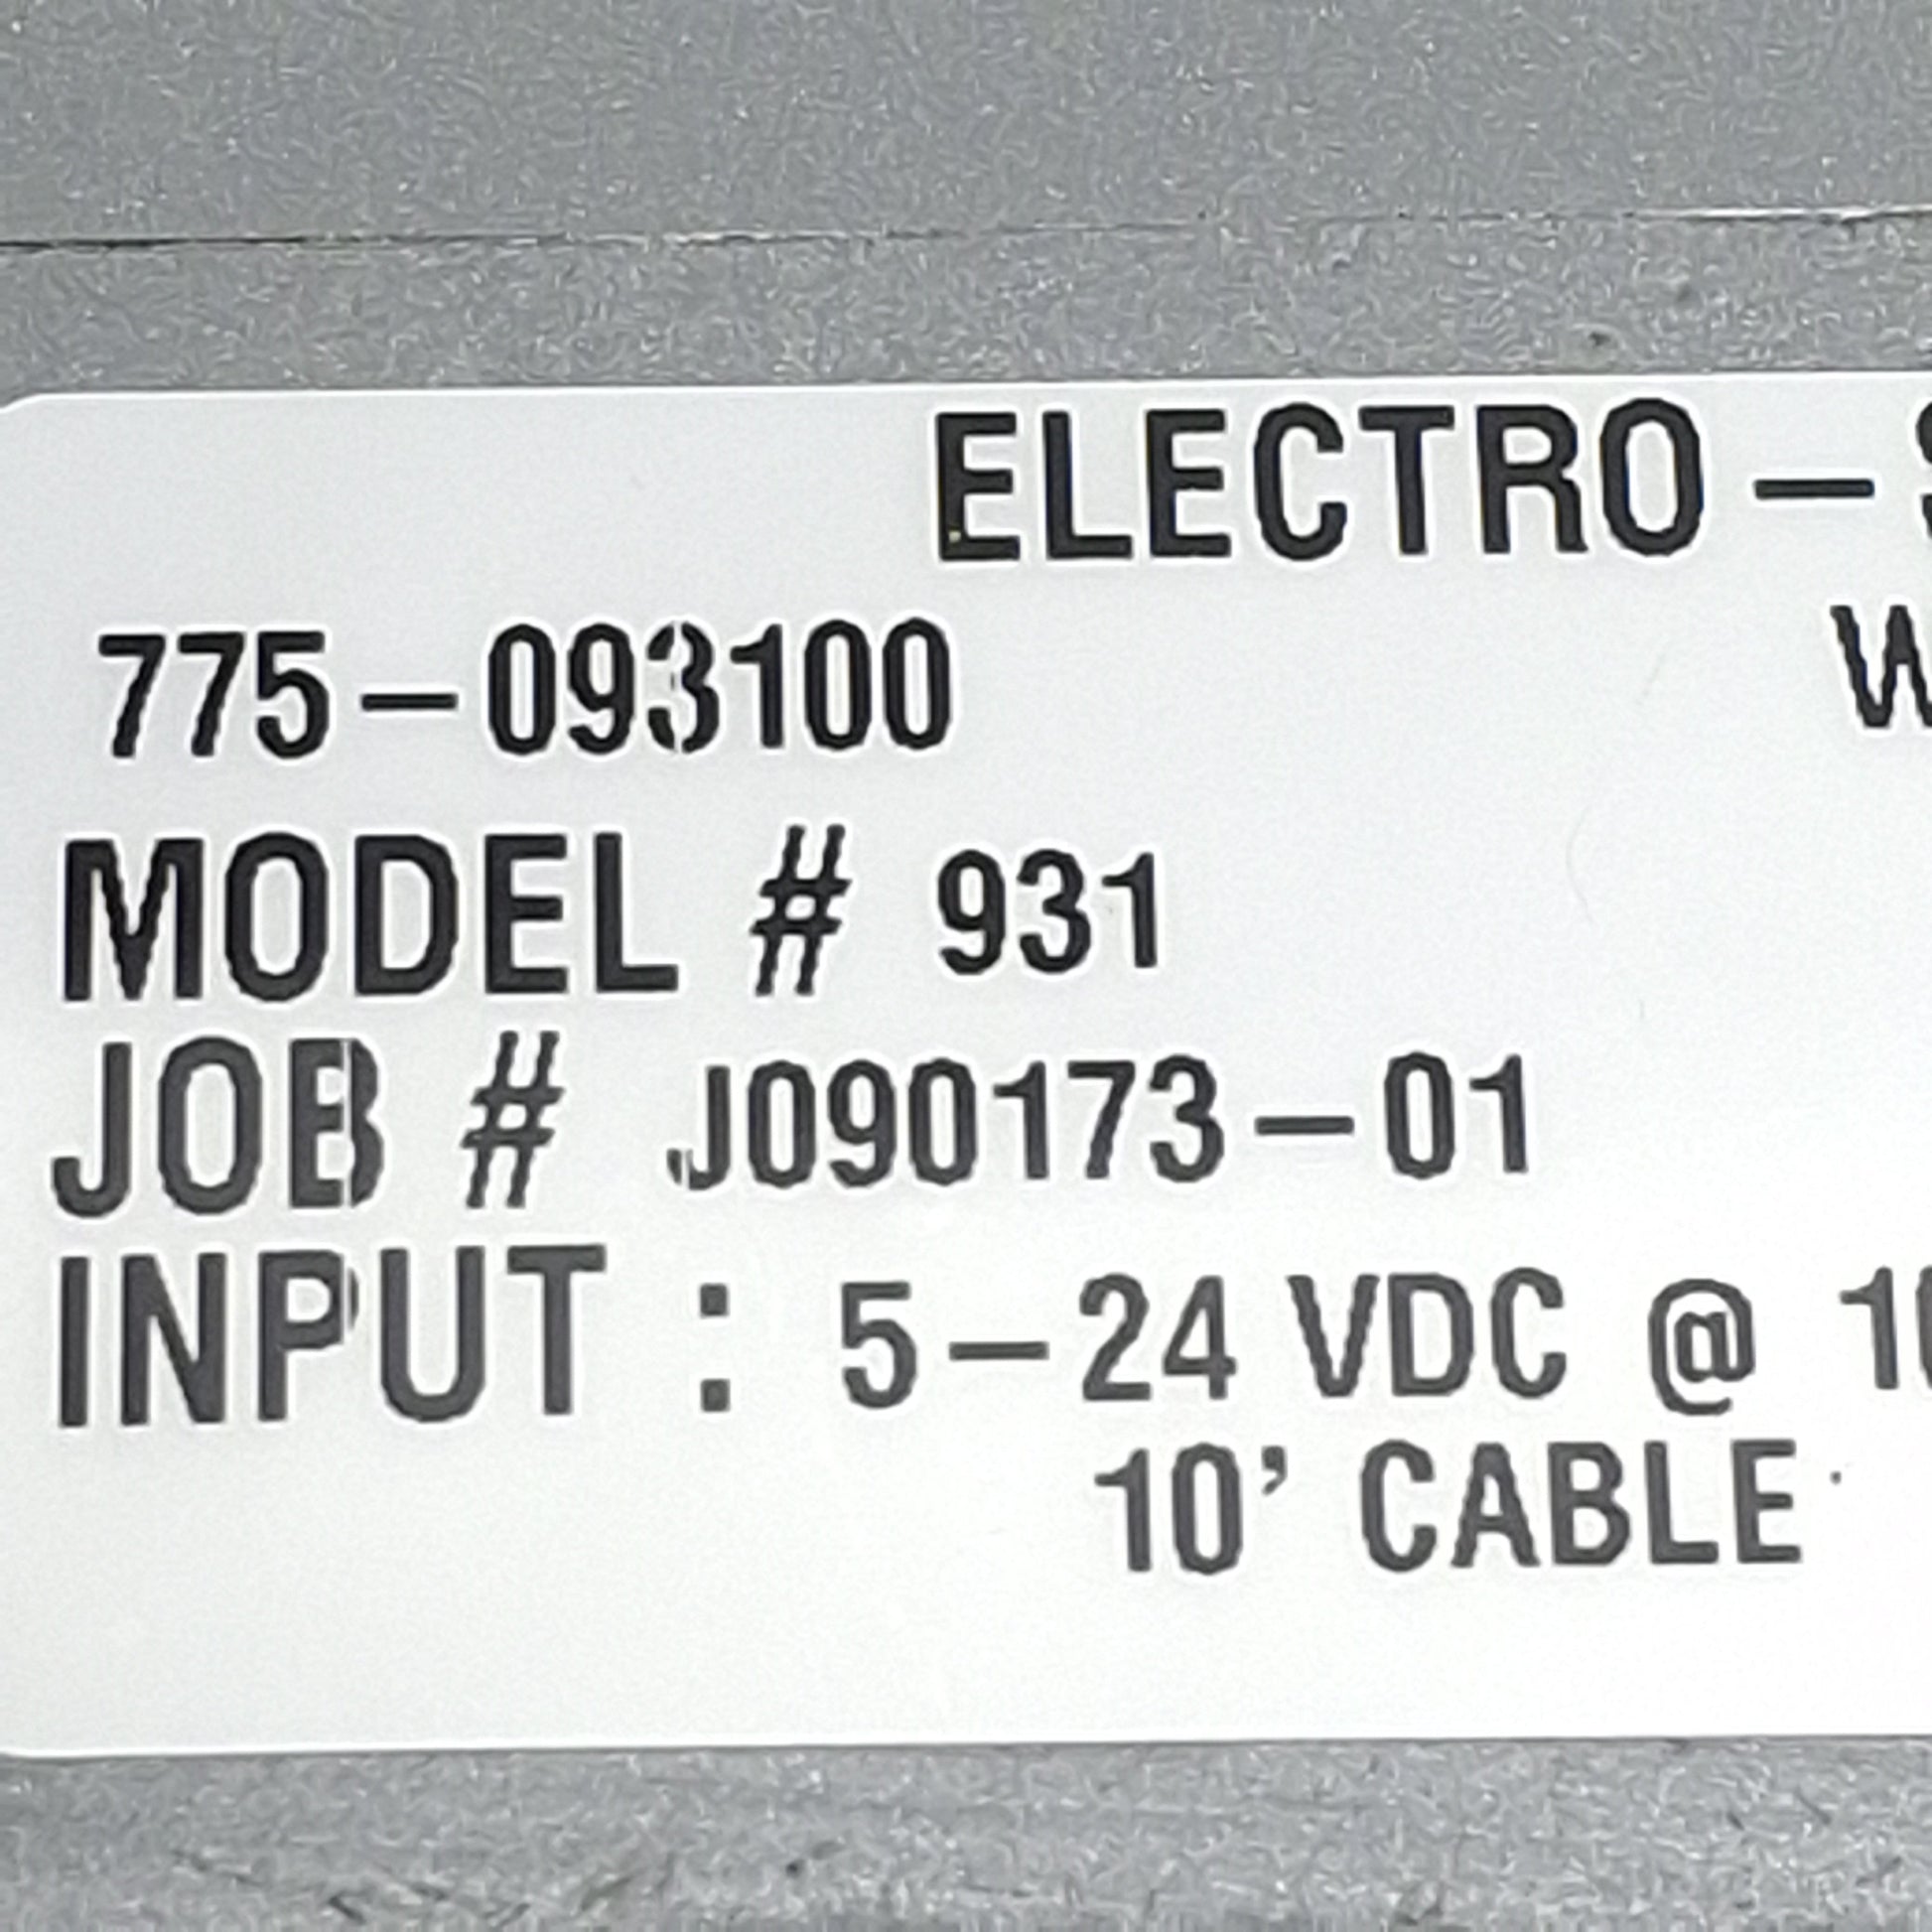 ELECTRO-
775-093100
MODEL # 931
JOB # J090173-01
INPUT : 5-24 VDC @
10' CABLE